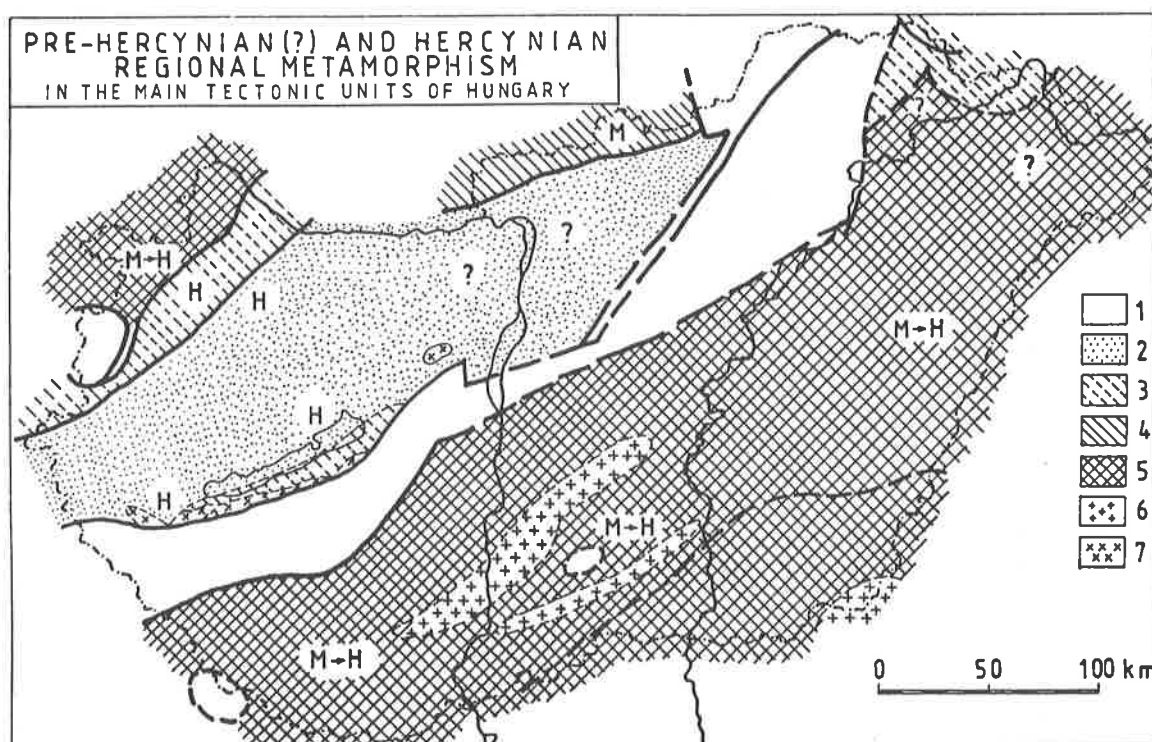 PRE-HERCYNIAN(?) AND HERCYNIAN
REGIONAL METAMORPHISM
IN THE MAIN TECTONIC UNITS OF HUNGARY
M
?
?
?
M→H
H
H
M→H
1
2
3
4
5
6
7
H
H
M→H
M→H
0 50 100 km